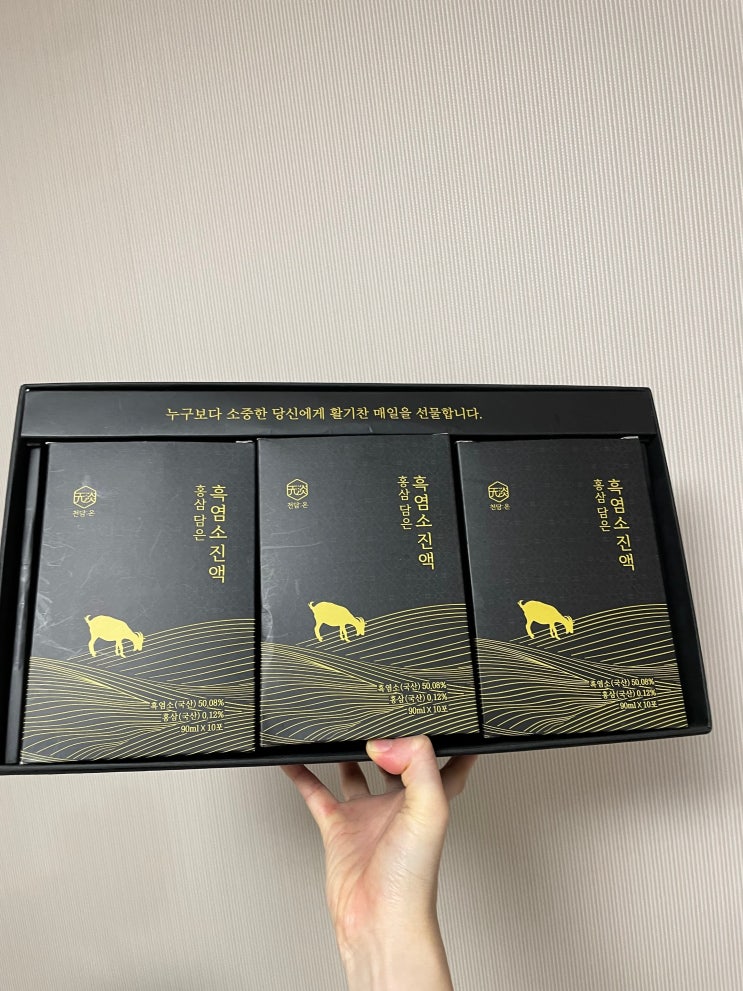 누구보다 소중한 당신에게 활기찬 매일을 선물합니다.
천담:온
흑염소 진액
홍삼 담은
흑염소(국산) 50.08%
홍삼(국산) 0.12%
90ml X 10포
천담:온
흑염소 진액
홍삼 담은
흑염소(국산) 50.08%
홍삼(국산) 0.12%
90ml X 10포
천담:온
흑염소 진액
홍삼 담은
흑염소(국산) 50.08%
홍삼(국산) 0.12%
90ml X 10포